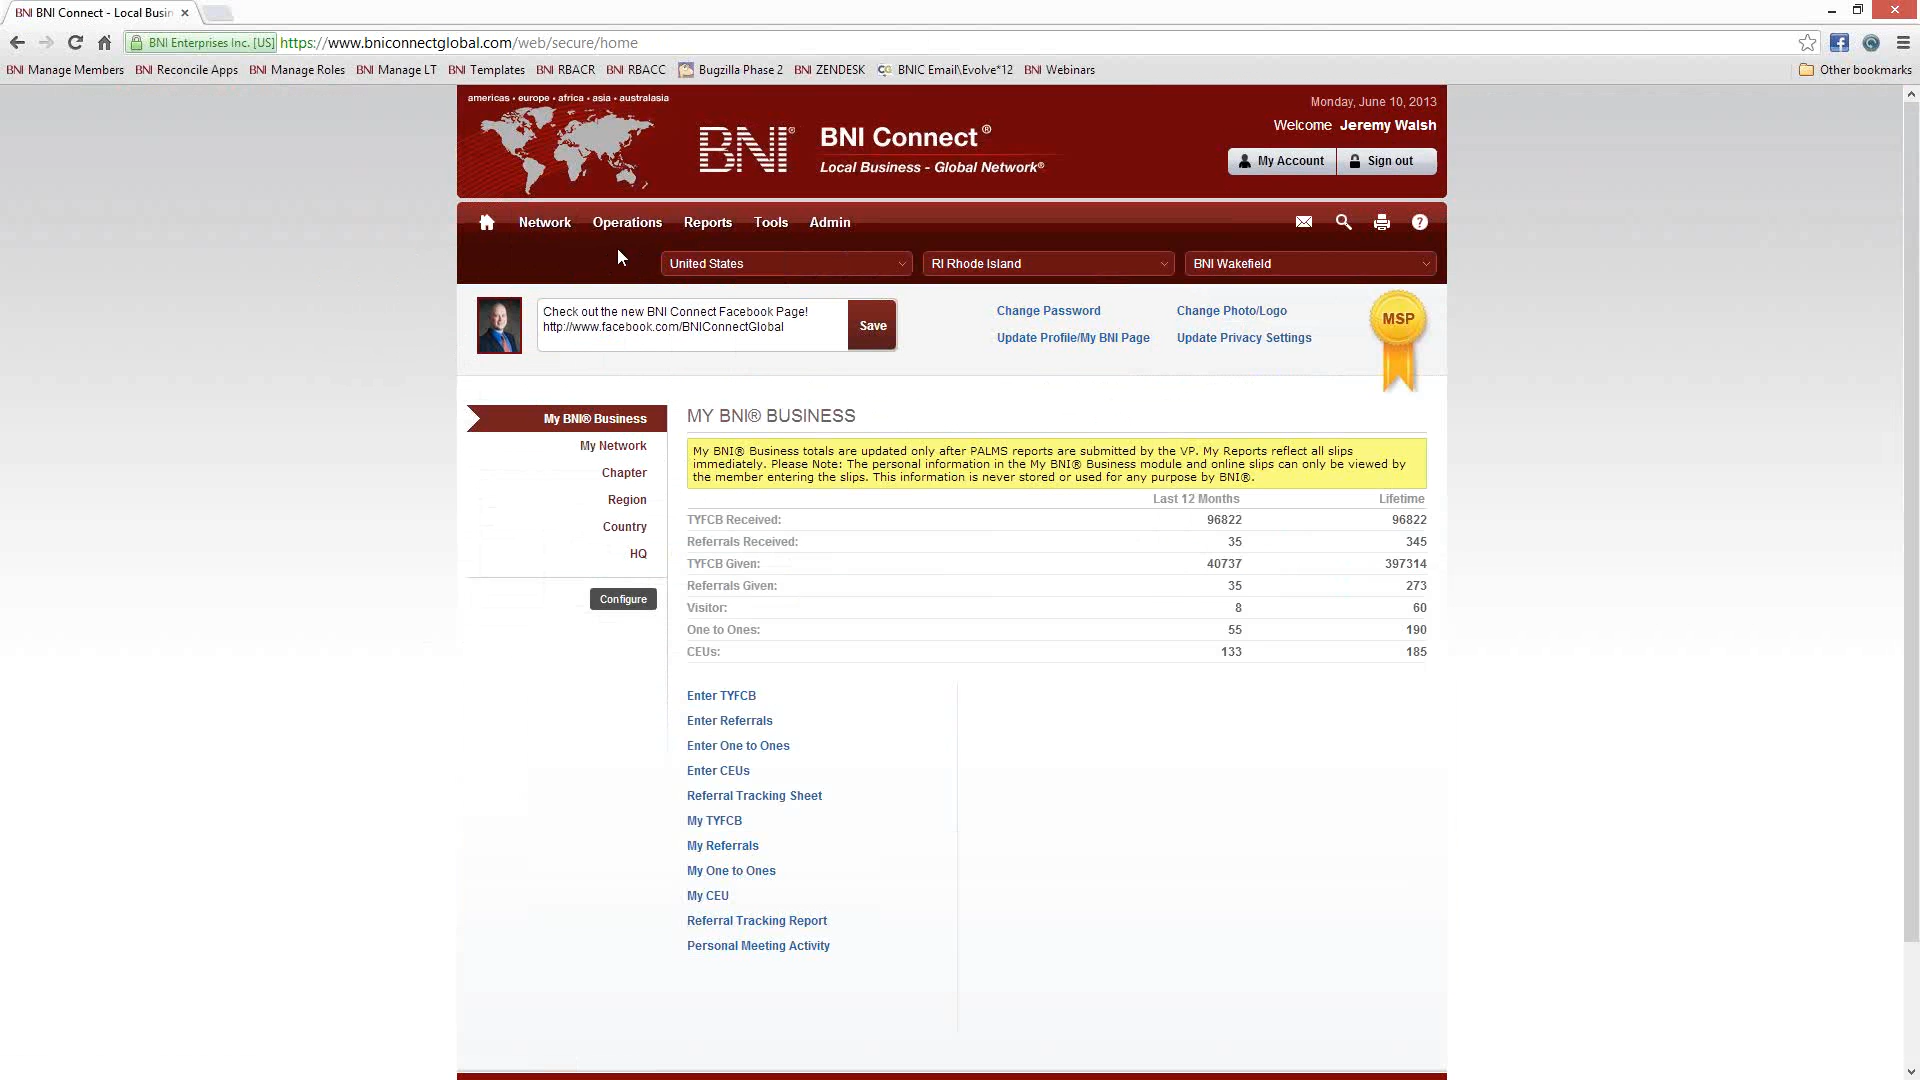 BNI BNI Connect - Local Busin
BNI Enterprises Inc. [US] https://www.bniconnectglobal.com/web/secure/home
BNI Manage Members BNI Reconcile Apps BNI Manage Roles BNI Manage LT BNI Templates BNI RBACR BNI RBACC Bugzilla Phase 2 BNI ZENDESK CG BNIC Email\Evolve*12 BNI Webinars Other bookmarks
americas • europe • africa • asia • australasia
Monday, June 10, 2013
Welcome Jeremy Walsh
BNI® BNI Connect®
Local Business - Global Network®
My Account Sign out
Network Operations Reports Tools Admin ?
United States RI Rhode Island BNI Wakefield
Check out the new BNI Connect Facebook Page!
http://www.facebook.com/BNIConnectGlobal
Save
Change Password Change Photo/Logo
Update Profile/My BNI Page Update Privacy Settings
MSP
My BNI® Business
My Network
Chapter
Region
Country
HQ
Configure
MY BNI® BUSINESS
My BNI® Business totals are updated only after PALMS reports are submitted by the VP. My Reports reflect all slips
immediately. Please Note: The personal information in the My BNI® Business module and online slips can only be viewed by
the member entering the slips. This information is never stored or used for any purpose by BNI®.
Last 12 Months Lifetime
TYFCB Received: 96822 96822
Referrals Received: 35 345
TYFCB Given: 40737 397314
Referrals Given: 35 273
Visitor: 8 60
One to Ones: 55 190
CEUs: 133 185
Enter TYFCB
Enter Referrals
Enter One to Ones
Enter CEUs
Referral Tracking Sheet
My TYFCB
My Referrals
My One to Ones
My CEU
Referral Tracking Report
Personal Meeting Activity